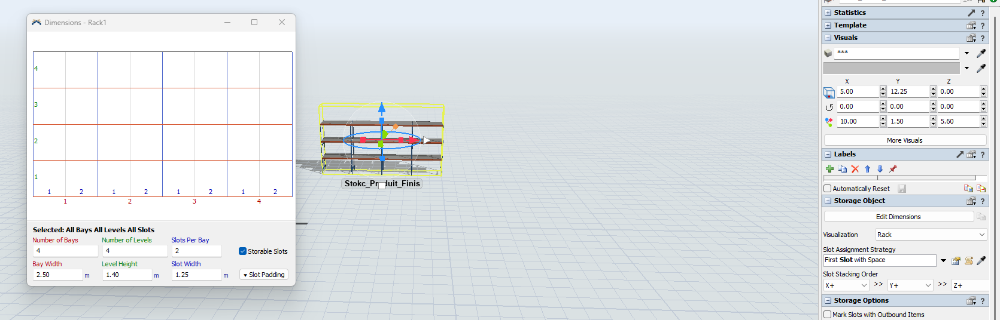 Dimensions - Rack1
4
3
2
1
1 2 1 2 1 2 1 2
1 2 3 4
Selected: All Bays All Levels All Slots
Number of Bays Number of Levels Slots Per Bay
4 4 2 Storable Slots
Bay Width Level Height Slot Width
2.50 m 1.40 m 1.25 m Slot Padding
Stokc_Pr duit_Finis
Statistics ?
Template ?
Visuals ?
***
X Y Z
5.00 12.25 0.00
0.00 0.00 0.00
10.00 1.50 5.60
More Visuals
Labels ?
Automatically Reset
Storage Object ?
Edit Dimensions
Visualization Rack
Slot Assignment Strategy
First Slot with Space
Slot Stacking Order
X+ >> Y+ >> Z+
Storage Options ?
Mark Slots with Outbound Items